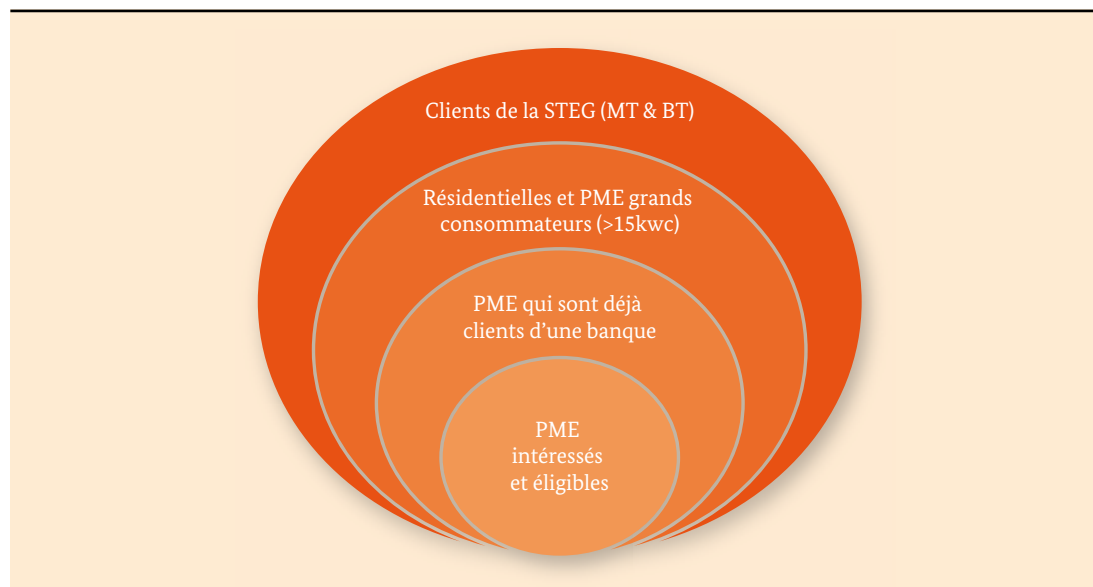 Clients de la STEG (MT & BT)
Résidentielles et PME grands
consommateurs (>15kwc)
PME qui sont déjà
clients d’une banque
PME
intéressés
et éligibles